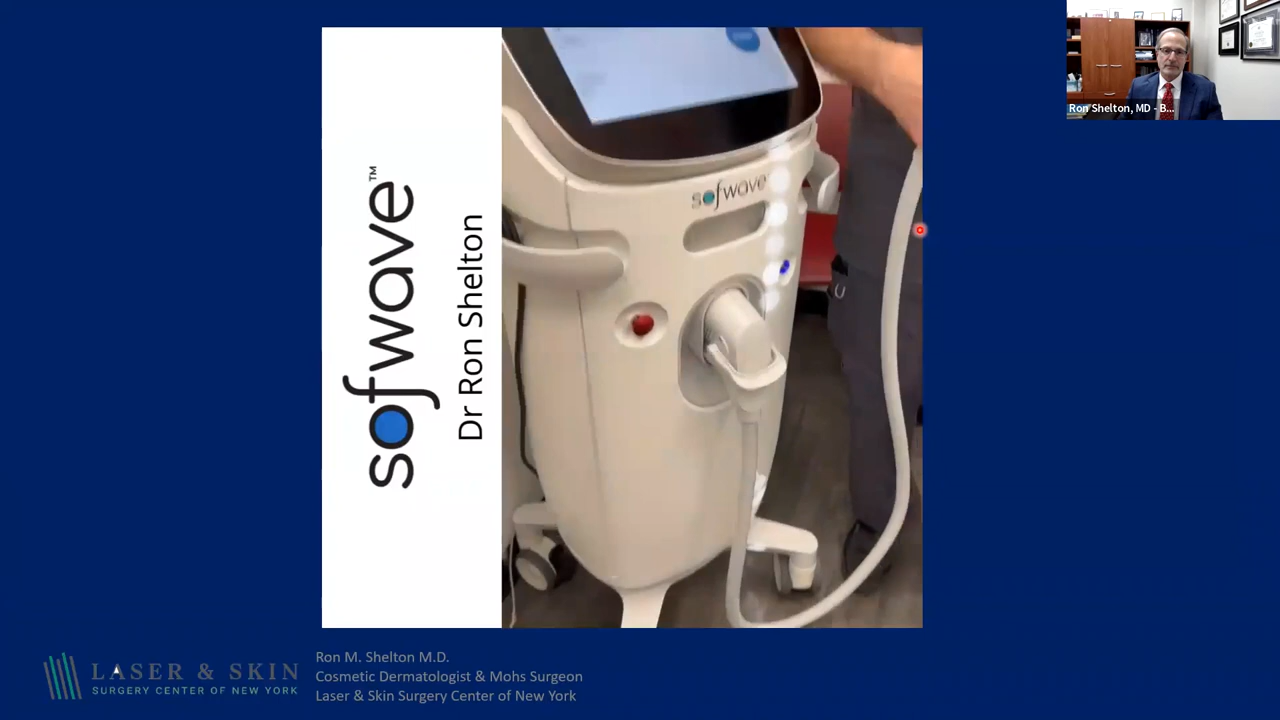 Ron Shelton, MD - B...
sofwave™
Dr Ron Shelton
sofwave
LASER & SKIN
SURGERY CENTER OF NEW YORK
Ron M. Shelton M.D.
Cosmetic Dermatologist & Mohs Surgeon
Laser & Skin Surgery Center of New York